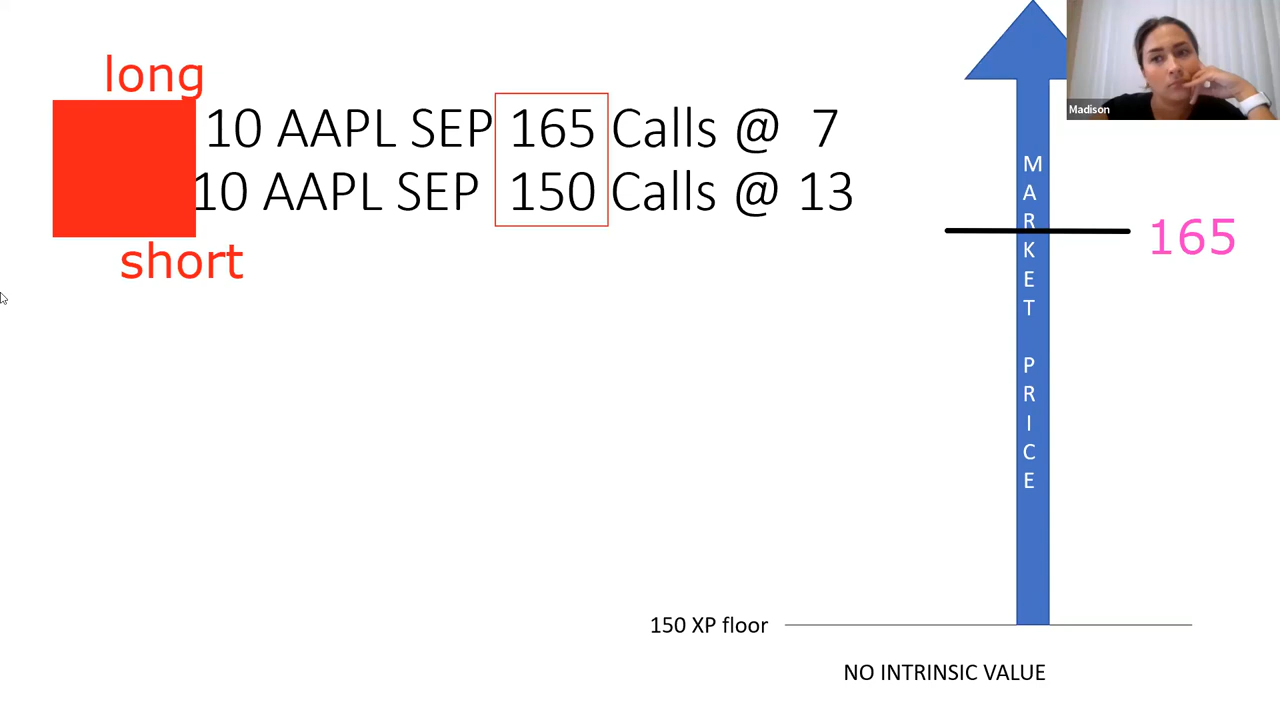 long
10 AAPL SEP 165 Calls @ 7
10 AAPL SEP 150 Calls @ 13
short
Madison
MARKET PRICE
165
150 XP floor
NO INTRINSIC VALUE